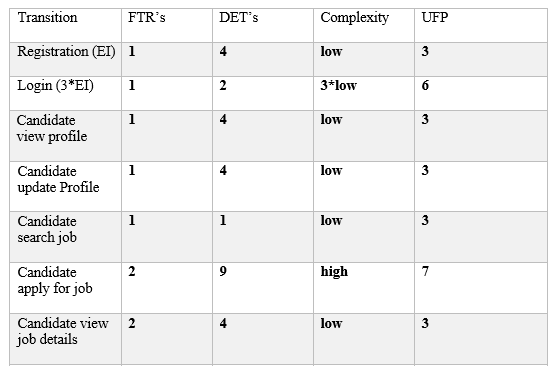 Transition FTR's DET's Complexity UFP
Registration (EI) 1 4 low 3
Login (3*EI) 1 2 3*low 6
Candidate view profile 1 4 low 3
Candidate update Profile 1 4 low 3
Candidate search job 1 1 low 3
Candidate apply for job 2 9 high 7
Candidate view job details 2 4 low 3